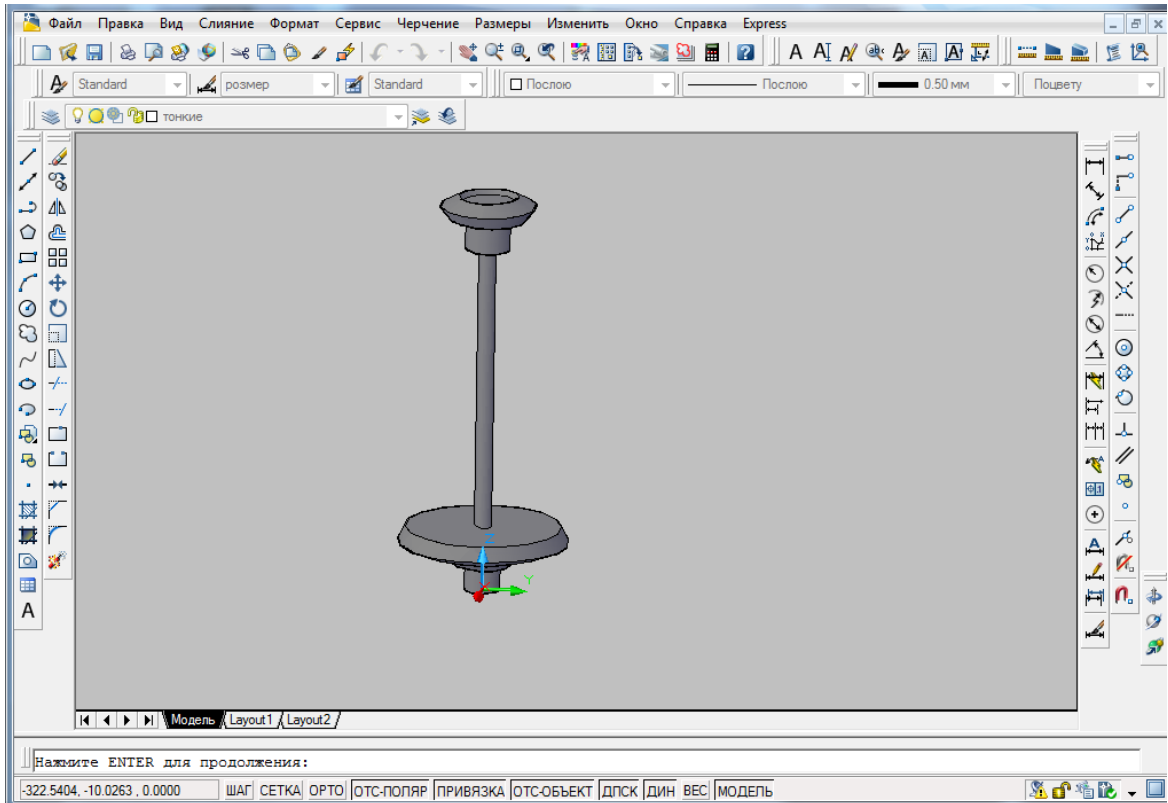 Файл Правка Вид Слияние Формат Сервис Черчение Размеры Изменить Окно Справка Express
Standard розмер Standard Послою Послою 0.50 мм Поцвету
тонкие
Z
Y
Модель Layout1 Layout2
Нажмите ENTER для продолжения:
-322.5404, -10.0263 , 0.0000 ШАГ СЕТКА ОРТО ОТС-ПОЛЯР ПРИВЯЗКА ОТС-ОБЪЕКТ ДПСК ДИН ВЕС МОДЕЛЬ